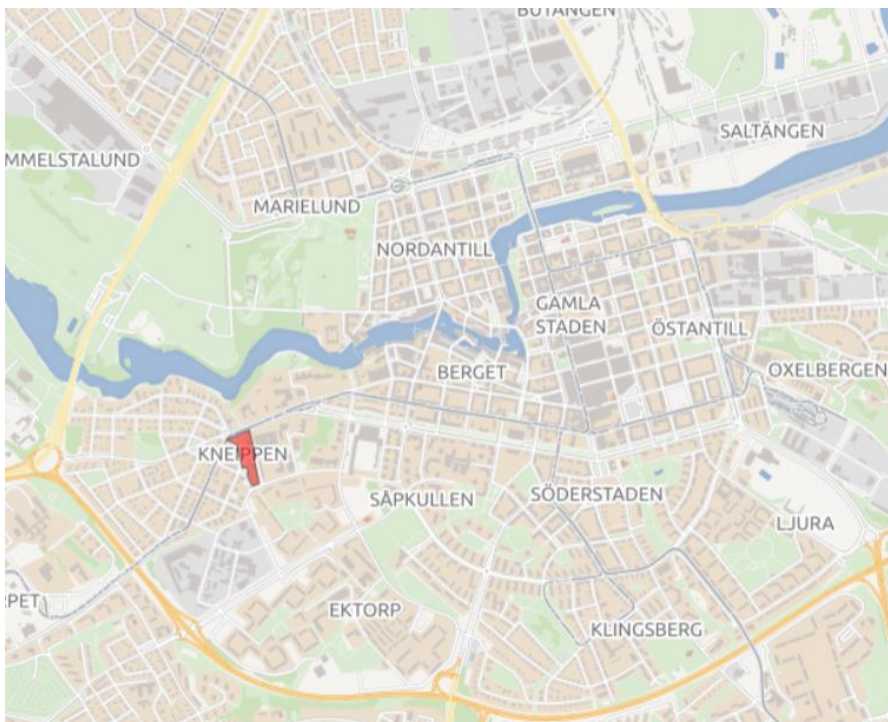 BUTÄNGEN
SALTÄNGEN
MMELSTALUND
MARIELUND
NORDANTILL
GAMLA
STADEN
ÖSTANTILL
BERGET
OXELBERGEN
KNEIPPEN
SÅPKULLEN
SÖDERSTADEN
LJURA
RPET
EKTORP
KLINGSBERG